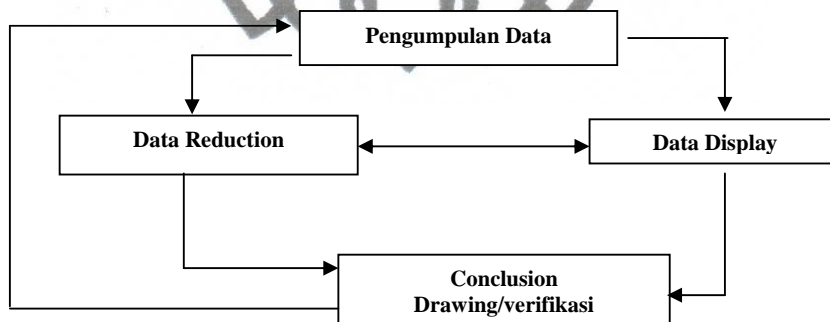 Pengumpulan Data
Data Reduction
Data Display
Conclusion
Drawing/verifikasi